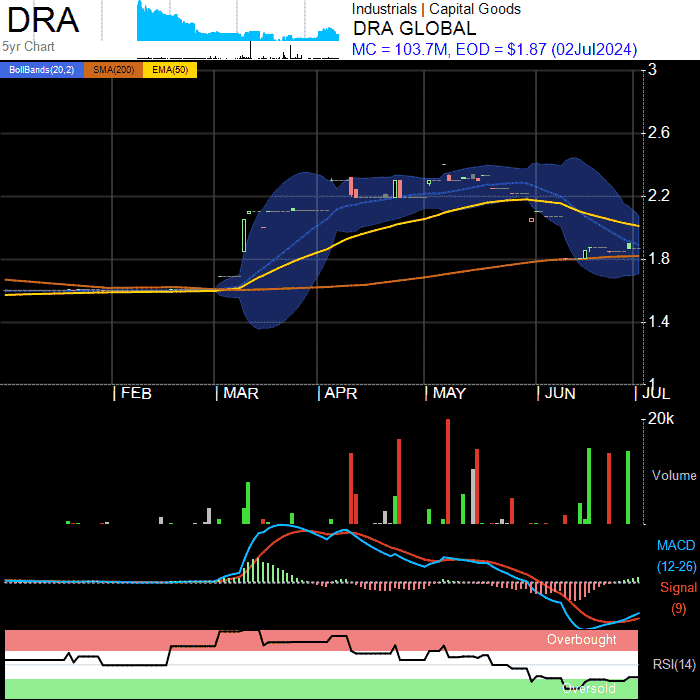 DRA
5yr Chart
Industrials | Capital Goods
DRA GLOBAL
MC = 103.7M, EOD = $1.87 (02Jul2024)
BollBands(20,2) SMA(200) EMA(50)
3
2.6
2.2
1.8
1.4
1
FEB MAR APR MAY JUN JUL
20k
Volume
MACD
(12-26)
Signal
(9)
Overbought
RSI(14)
Oversold